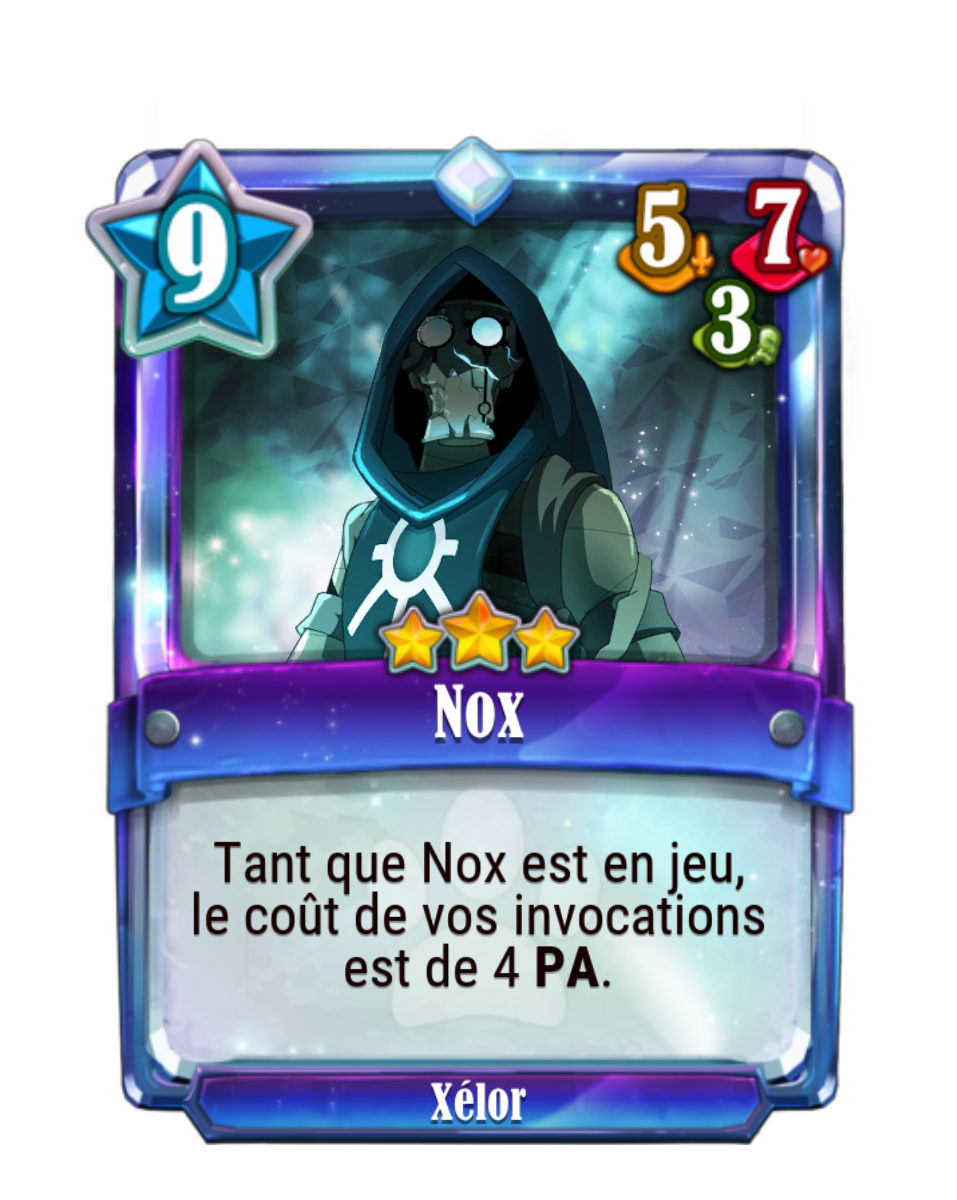 9
5
7
3
Nox
Tant que Nox est en jeu,
le coût de vos invocations
est de 4 PA.
Xélor